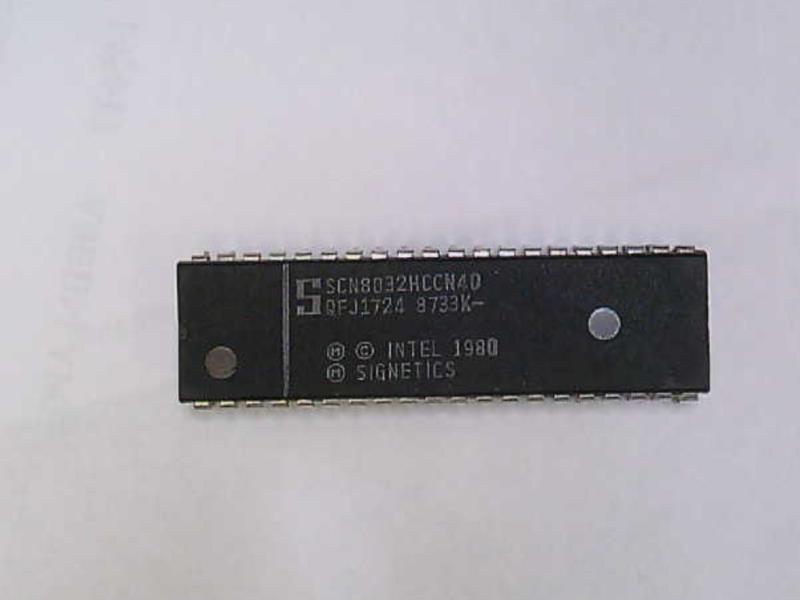 SCN8032HCCN40
QFJ1724 8733K-
Ⓜ © INTEL 1980
Ⓜ SIGNETICS